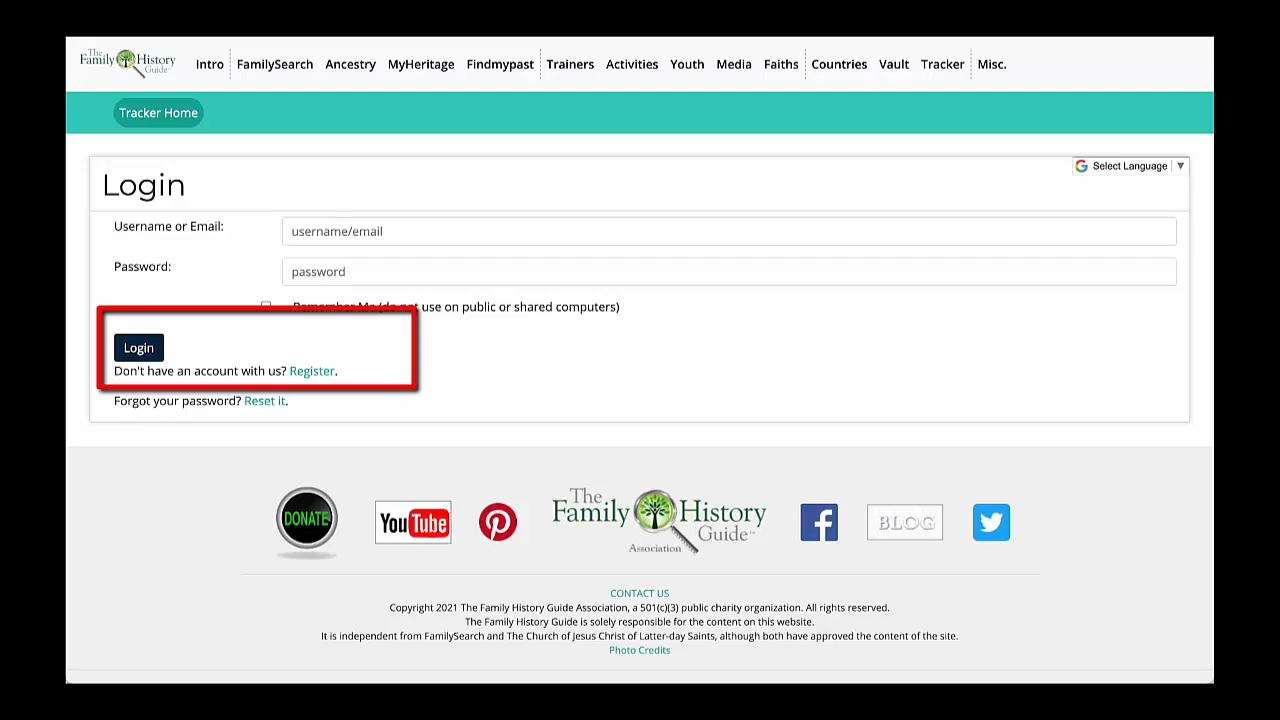 The
Family History
Guide™
Intro FamilySearch Ancestry MyHeritage Findmypast Trainers Activities Youth Media Faiths Countries Vault Tracker Misc.
Tracker Home
G Select Language ▼
Login
Username or Email: username/email
Password: password
Remember Me (do not use on public or shared computers)
Login
Don't have an account with us? Register.
Forgot your password? Reset it.
DONATE YouTube The Family History Guide™ Association f BLOG
CONTACT US
Copyright 2021 The Family History Guide Association, a 501(c)(3) public charity organization. All rights reserved.
The Family History Guide is solely responsible for the content on this website.
It is independent from FamilySearch and The Church of Jesus Christ of Latter-day Saints, although both have approved the content of the site.
Photo Credits